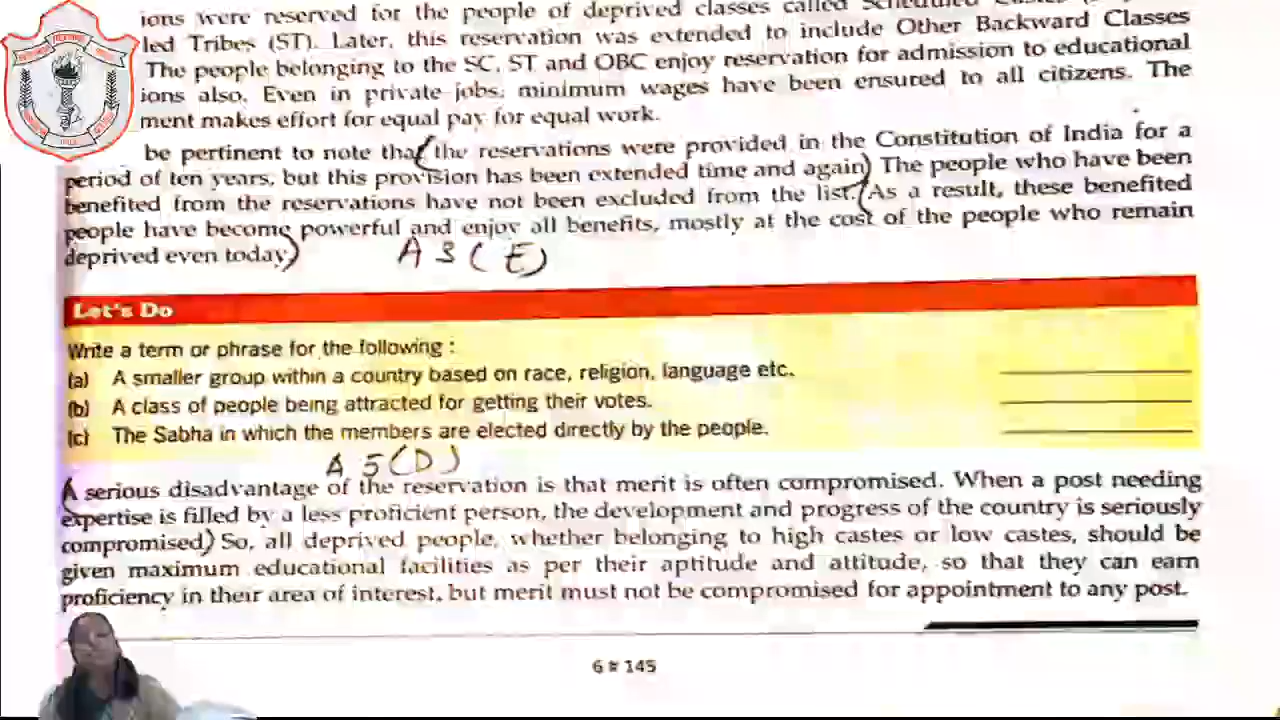 ions were reserved for the people of deprived classes called Scheduled
led Tribes (ST). Later, this reservation was extended to include Other Backward Classes
The people belonging to the SC, ST and OBC enjoy reservation for admission to educational
ions also. Even in private jobs, minimum wages have been ensured to all citizens. The
ment makes effort for equal pay for equal work.
be pertinent to note that (the reservations were provided in the Constitution of India for a
period of ten years, but this provision has been extended time and again) The people who have been
benefited from the reservations have not been excluded from the list. (As a result, these benefited
people have become powerful and enjoy all benefits, mostly at the cost of the people who remain
deprived even today)
A 3 ( E )
Let's Do
Write a term or phrase for the following :
(a) A smaller group within a country based on race, religion, language etc.
(b) A class of people being attracted for getting their votes.
(c) The Sabha in which the members are elected directly by the people.
A 5 ( D )
(A serious disadvantage of the reservation is that merit is often compromised. When a post needing
expertise is filled by a less proficient person, the development and progress of the country is seriously
compromised) So, all deprived people, whether belonging to high castes or low castes, should be
given maximum educational facilities as per their aptitude and attitude, so that they can earn
proficiency in their area of interest, but merit must not be compromised for appointment to any post.
145